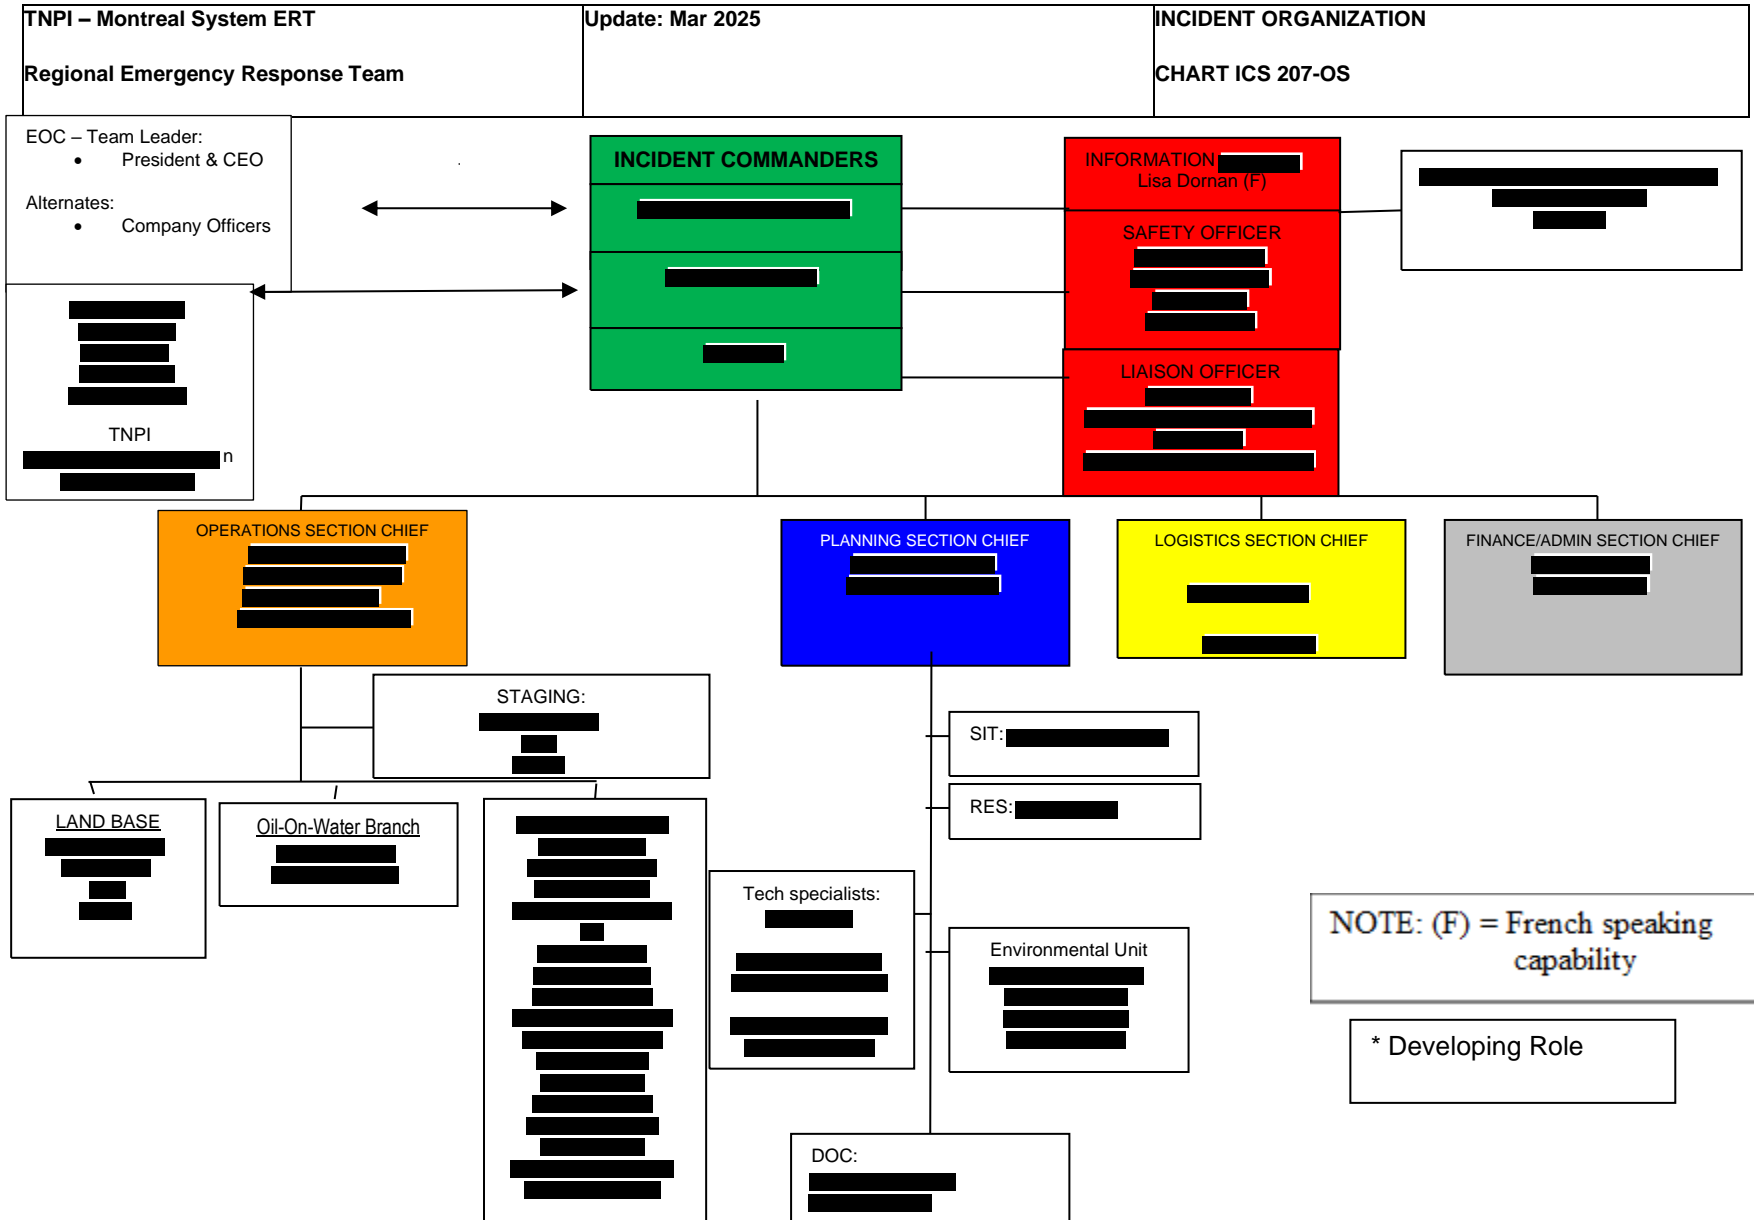 TNPI – Montreal System ERT
Regional Emergency Response Team
Update: Mar 2025
INCIDENT ORGANIZATION
CHART ICS 207-OS
EOC – Team Leader:
• President & CEO
Alternates:
• Company Officers
TNPI
n
INCIDENT COMMANDERS
INFORMATION
Lisa Dornan (F)
SAFETY OFFICER
LIAISON OFFICER
OPERATIONS SECTION CHIEF
PLANNING SECTION CHIEF
LOGISTICS SECTION CHIEF
FINANCE/ADMIN SECTION CHIEF
STAGING:
SIT:
RES:
LAND BASE
Oil-On-Water Branch
Tech specialists:
Environmental Unit
DOC:
NOTE: (F) = French speaking
capability
* Developing Role